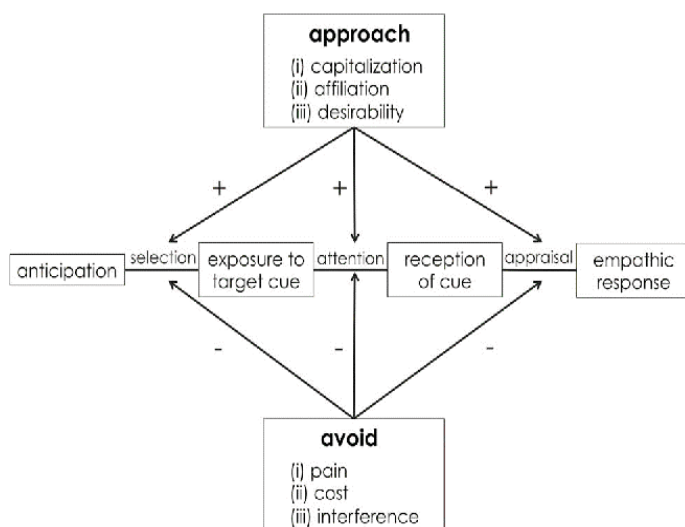 approach
(i) capitalization
(ii) affiliation
(iii) desirability
+
+
+
anticipation
selection
exposure to
target cue
attention
reception
of cue
appraisal
empathic
response
-
-
-
avoid
(i) pain
(ii) cost
(iii) interference